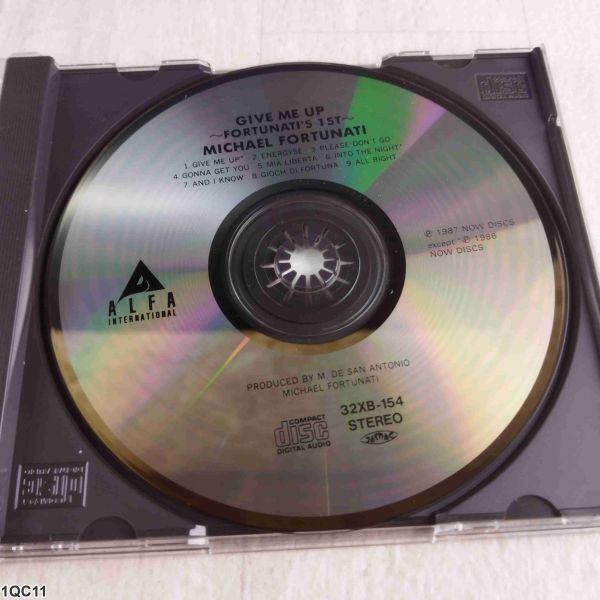 GIVE ME UP
~FORTUNATI'S 1ST~
MICHAEL FORTUNATI
1. GIVE ME UP* 2. ENERGYSE 3. PLEASE DON'T GO
4. GONNA GET YOU 5. MIA LIBERTA 6. INTO THE NIGHT*
7. AND I KNOW 8. GIOCH DI FORTUNA 9. ALL RIGHT
℗ 1987 NOW DISCS
except * ℗ 1986
NOW DISCS
ALFA
INTERNATIONAL
PRODUCED BY M. DE SAN ANTONIO
MICHAEL FORTUNATI
COMPACT
disc
DIGITAL AUDIO
32XB-154
STEREO
JASRAC
1QC11